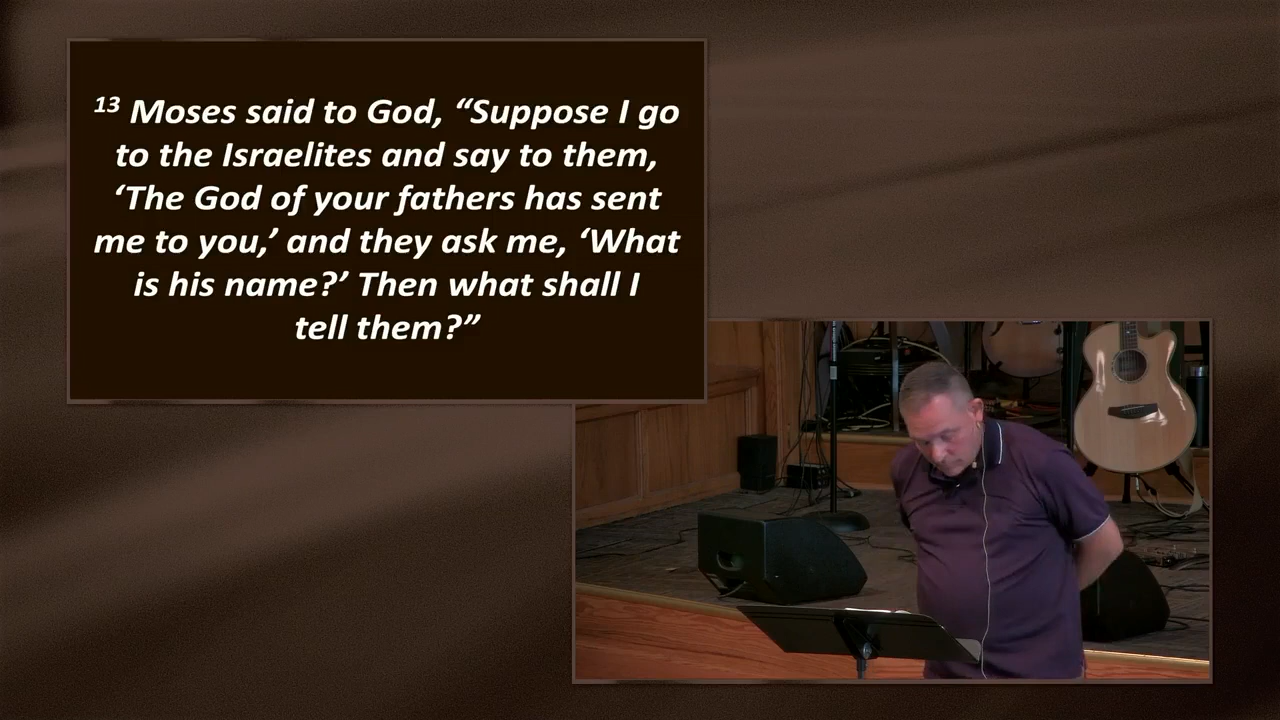 13 Moses said to God, “Suppose I go
to the Israelites and say to them,
‘The God of your fathers has sent
me to you,’ and they ask me, ‘What
is his name?’ Then what shall I
tell them?”